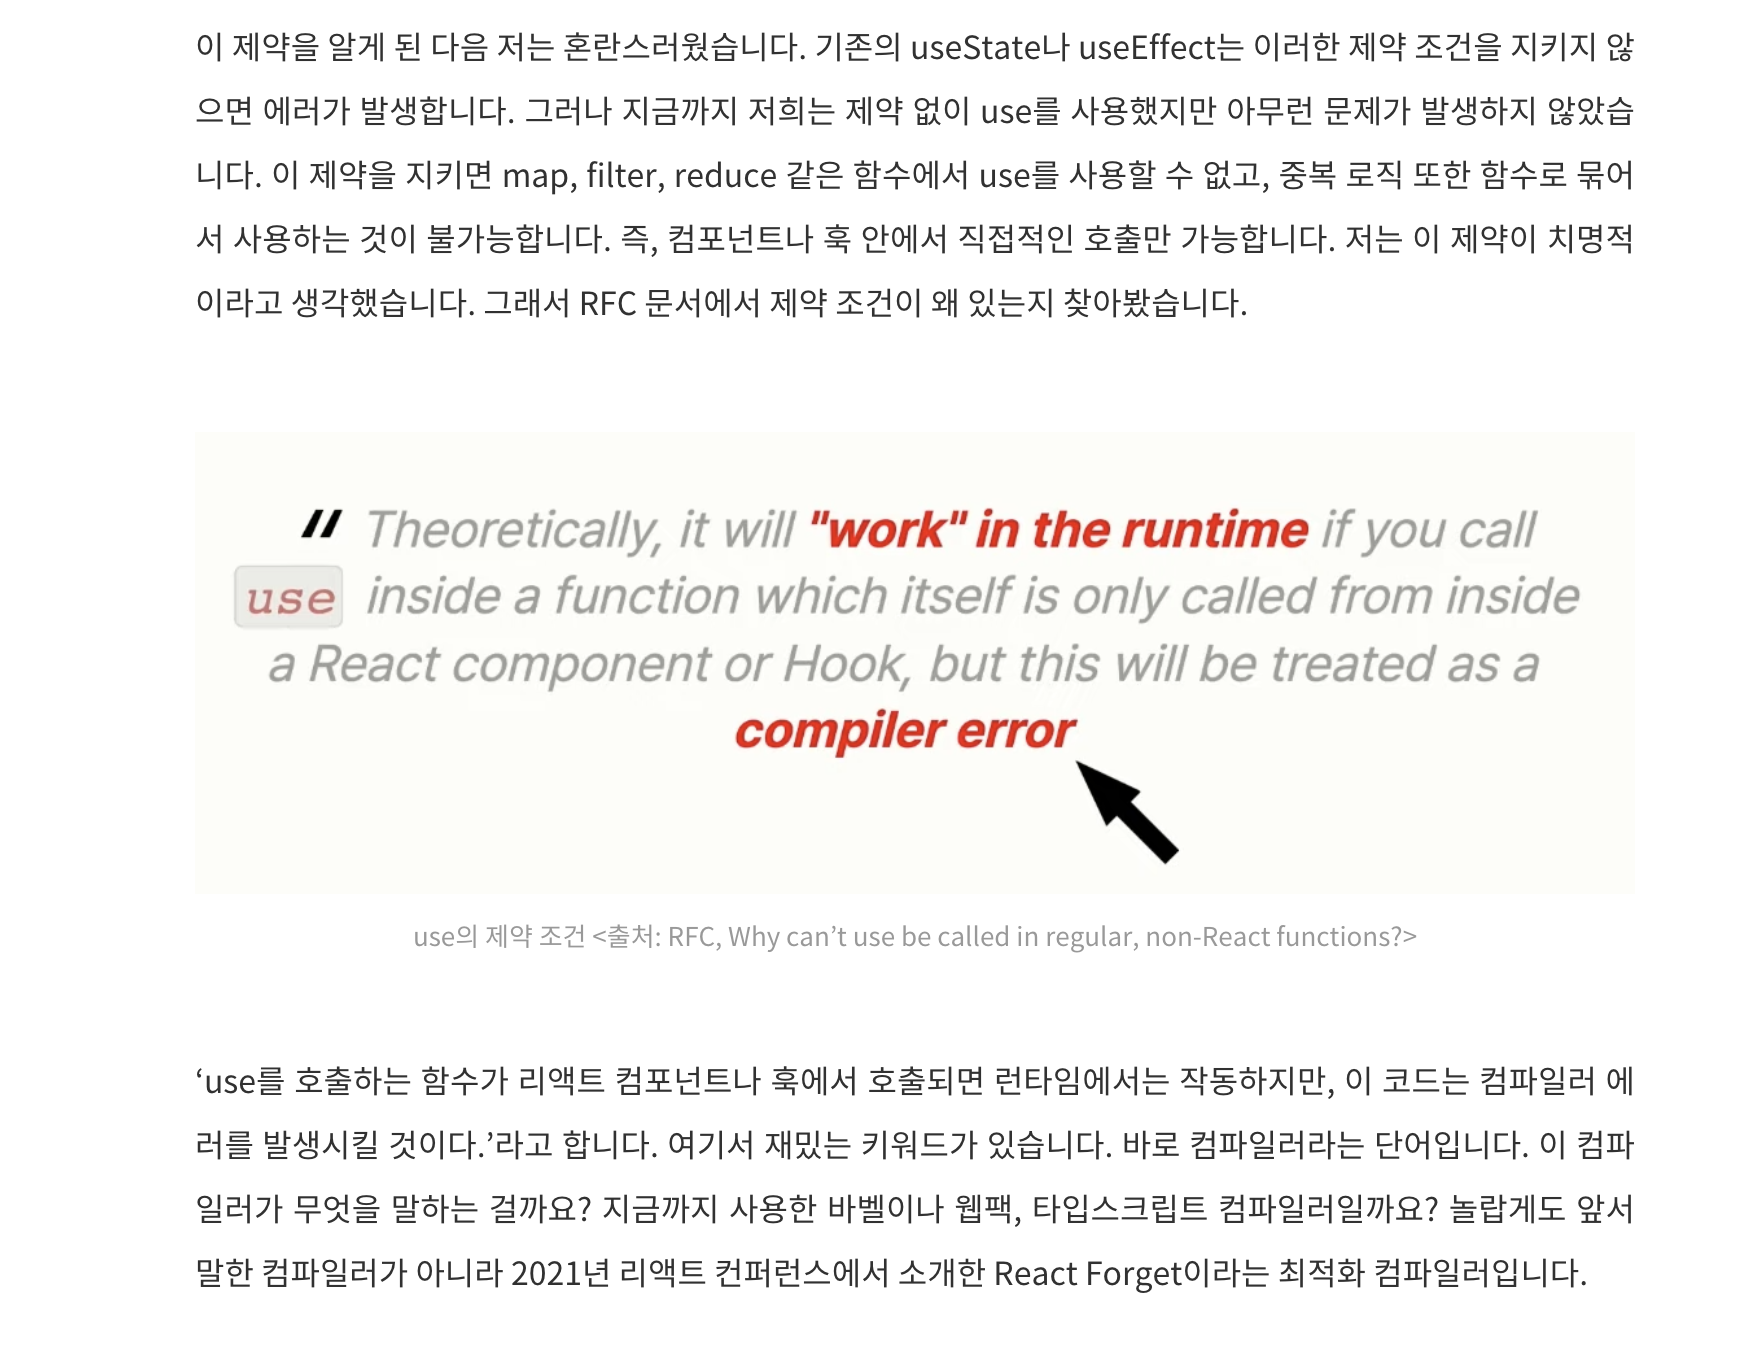 이 제약을 알게 된 다음 저는 혼란스러웠습니다. 기존의 useState나 useEffect는 이러한 제약 조건을 지키지 않
으면 에러가 발생합니다. 그러나 지금까지 저희는 제약 없이 use를 사용했지만 아무런 문제가 발생하지 않았습
니다. 이 제약을 지키면 map, filter, reduce 같은 함수에서 use를 사용할 수 없고, 중복 로직 또한 함수로 묶어
서 사용하는 것이 불가능합니다. 즉, 컴포넌트나 훅 안에서 직접적인 호출만 가능합니다. 저는 이 제약이 치명적
이라고 생각했습니다. 그래서 RFC 문서에서 제약 조건이 왜 있는지 찾아봤습니다.
" Theoretically, it will "work" in the runtime if you call
use inside a function which itself is only called from inside
a React component or Hook, but this will be treated as a
compiler error
use의 제약 조건 <출처: RFC, Why can’t use be called in regular, non-React functions?>
‘use를 호출하는 함수가 리액트 컴포넌트나 훅에서 호출되면 런타임에서는 작동하지만, 이 코드는 컴파일러 에
러를 발생시킬 것이다.’라고 합니다. 여기서 재밌는 키워드가 있습니다. 바로 컴파일러라는 단어입니다. 이 컴파
일러가 무엇을 말하는 걸까요? 지금까지 사용한 바벨이나 웹팩, 타입스크립트 컴파일러일까요? 놀랍게도 앞서
말한 컴파일러가 아니라 2021년 리액트 컨퍼런스에서 소개한 React Forget이라는 최적화 컴파일러입니다.